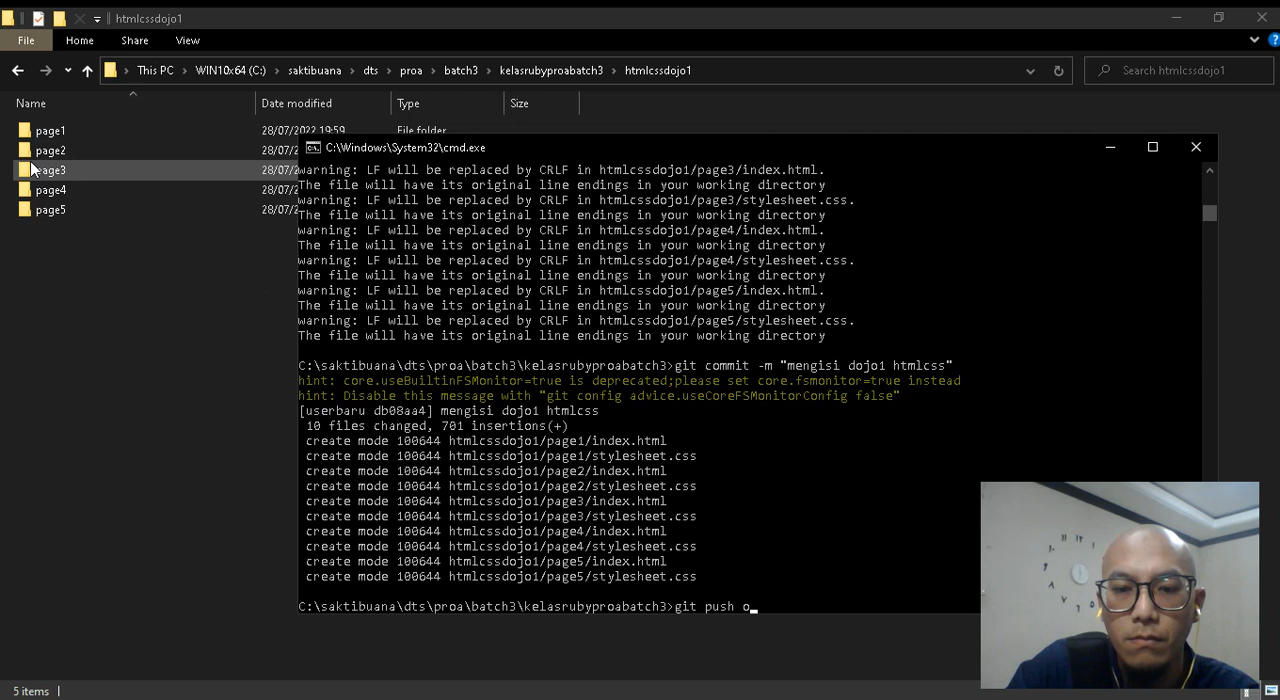 htmlcssdojo1
File Home Share View
This PC WIN10x64 (C:) saktibuana dts proa batch3 kelasrubyproabatch3 htmlcssdojo1
Search htmlcssdojo1
Name Date modified Type Size
page1 28/07/2022 19:59 File folder
page2 28/07/2
page3 28/07/2
page4 28/07/2
page5 28/07/2
C:\Windows\System32\cmd.exe
warning: LF will be replaced by CRLF in htmlcssdojo1/page3/index.html.
The file will have its original line endings in your working directory
warning: LF will be replaced by CRLF in htmlcssdojo1/page3/stylesheet.css.
The file will have its original line endings in your working directory
warning: LF will be replaced by CRLF in htmlcssdojo1/page4/index.html.
The file will have its original line endings in your working directory
warning: LF will be replaced by CRLF in htmlcssdojo1/page4/stylesheet.css.
The file will have its original line endings in your working directory
warning: LF will be replaced by CRLF in htmlcssdojo1/page5/index.html.
The file will have its original line endings in your working directory
warning: LF will be replaced by CRLF in htmlcssdojo1/page5/stylesheet.css.
The file will have its original line endings in your working directory
C:\saktibuana\dts\proa\batch3\kelasrubyproabatch3>git commit -m "mengisi dojo1 htmlcss"
hint: core.useBuiltinFSMonitor=true is deprecated;please set core.fsmonitor=true instead
hint: Disable this message with "git config advice.useCoreFSMonitorConfig false"
[userbaru db08aa4] mengisi dojo1 htmlcss
10 files changed, 701 insertions(+)
create mode 100644 htmlcssdojo1/page1/index.html
create mode 100644 htmlcssdojo1/page1/stylesheet.css
create mode 100644 htmlcssdojo1/page2/index.html
create mode 100644 htmlcssdojo1/page2/stylesheet.css
create mode 100644 htmlcssdojo1/page3/index.html
create mode 100644 htmlcssdojo1/page3/stylesheet.css
create mode 100644 htmlcssdojo1/page4/index.html
create mode 100644 htmlcssdojo1/page4/stylesheet.css
create mode 100644 htmlcssdojo1/page5/index.html
create mode 100644 htmlcssdojo1/page5/stylesheet.css
C:\saktibuana\dts\proa\batch3\kelasrubyproabatch3>git push o
5 items